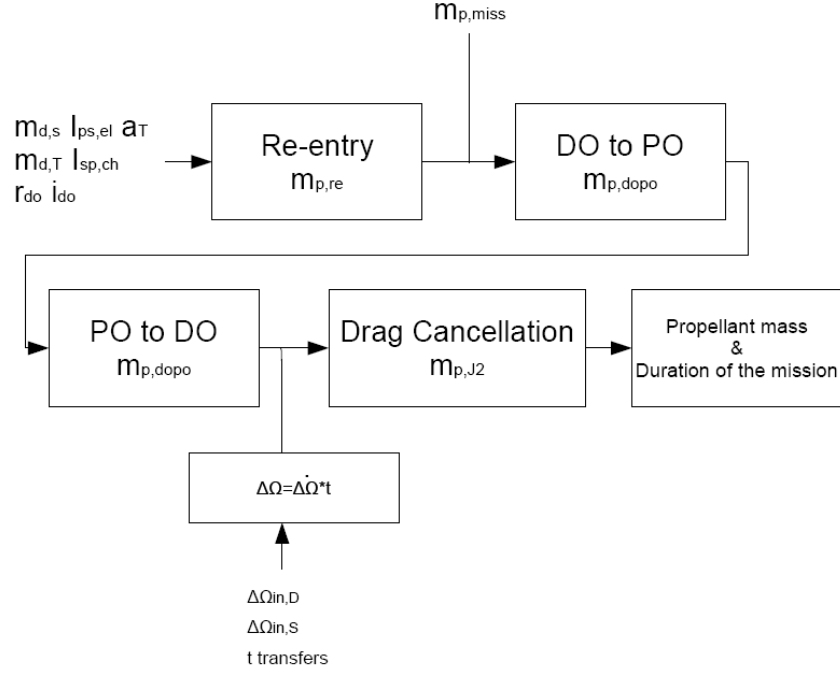 mp,miss
md,s Ips,el aT
md,T Isp,ch
rdo ido
Re-entry
mp,re
DO to PO
mp,dopo
PO to DO
mp,dopo
Drag Cancellation
mp,J2
Propellant mass
&
Duration of the mission
ΔΩ=ΔΩ̇*t
ΔΩin,D
ΔΩin,S
t transfers